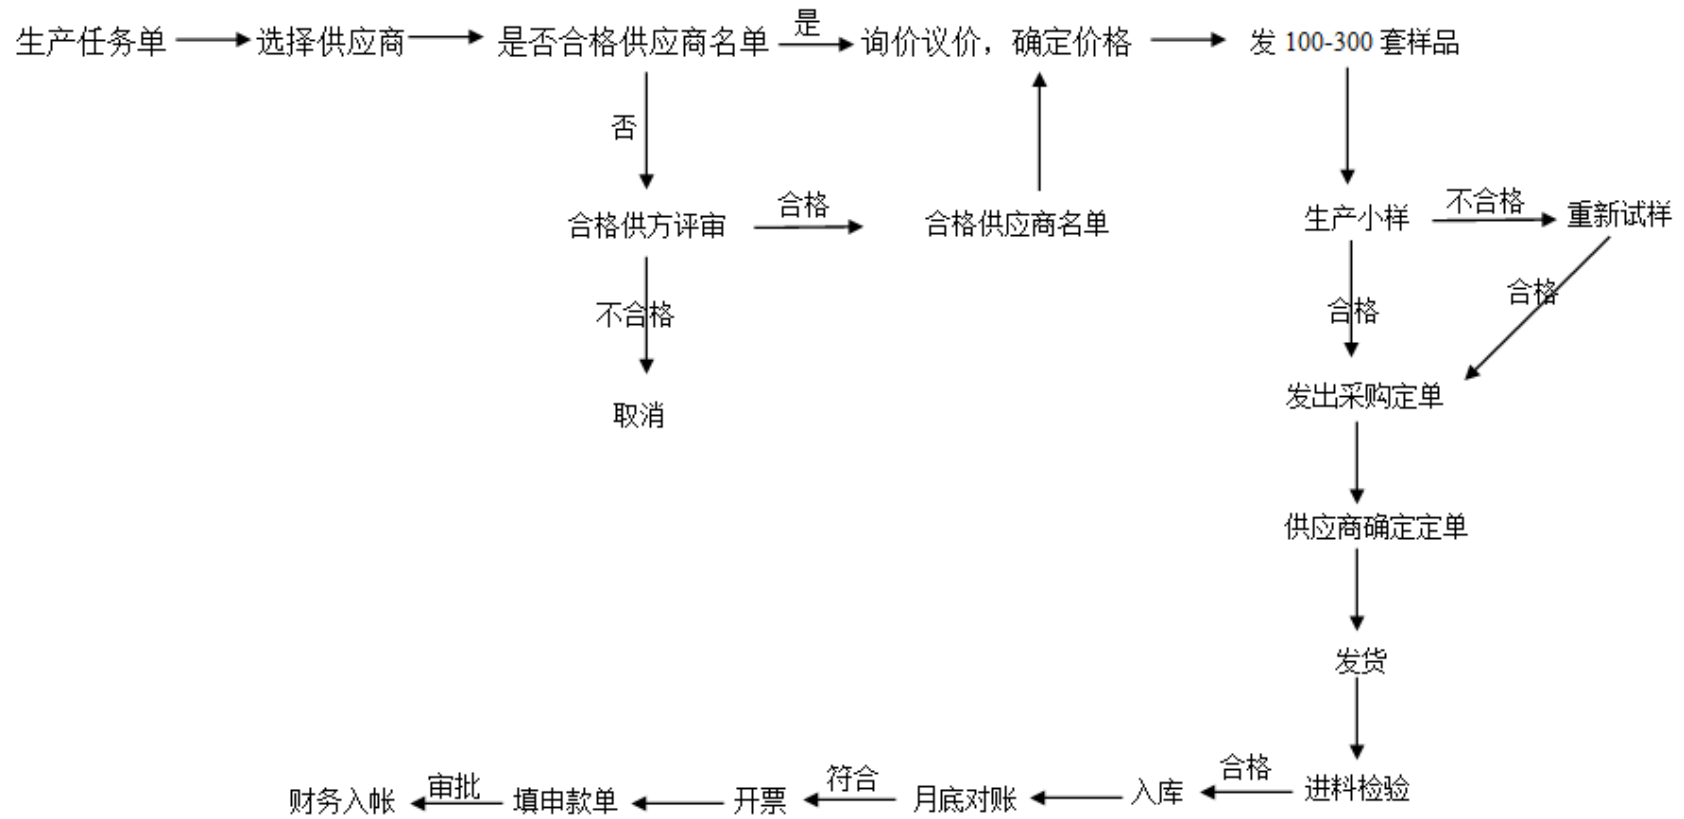 生产任务单
选择供应商
是否合格供应商名单
是
询价议价，确定价格
发 100-300 套样品
否
合格供方评审
合格
合格供应商名单
生产小样
不合格
重新试样
不合格
合格
合格
取消
发出采购定单
供应商确定定单
发货
进料检验
合格
入库
月底对账
符合
开票
填申款单
审批
财务入帐